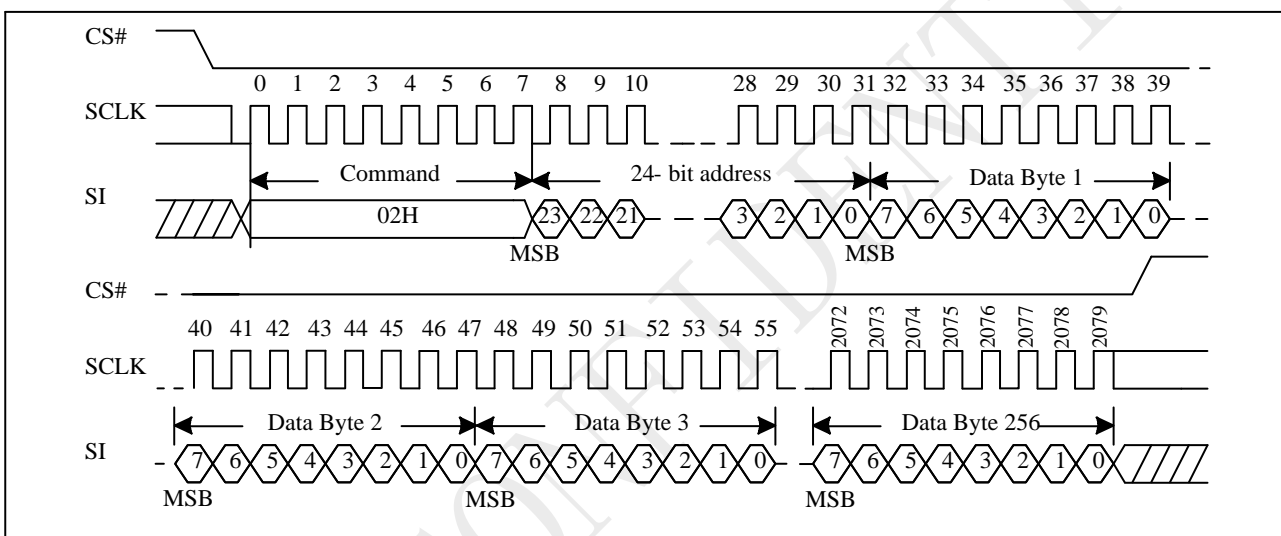 CS#
0 1 2 3 4 5 6 7 8 9 10 28 29 30 31 32 33 34 35 36 37 38 39
SCLK
Command 24- bit address Data Byte 1
SI
02H 23 22 21 3 2 1 0 7 6 5 4 3 2 1 0
MSB MSB
CS#
40 41 42 43 44 45 46 47 48 49 50 51 52 53 54 55 2072 2073 2074 2075 2076 2077 2078 2079
SCLK
Data Byte 2 Data Byte 3 Data Byte 256
SI
7 6 5 4 3 2 1 0 7 6 5 4 3 2 1 0 7 6 5 4 3 2 1 0
MSB MSB MSB